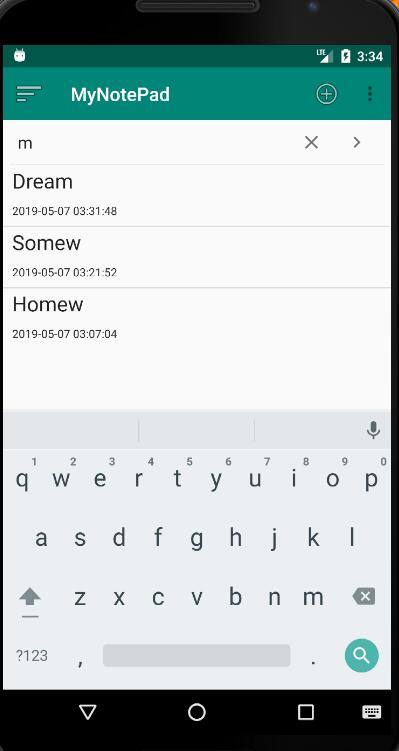 LTE 3:34
MyNotePad
m
Dream
2019-05-07 03:31:48
Somew
2019-05-07 03:21:52
Homew
2019-05-07 03:07:04
1 2 3 4 5 6 7 8 9 0
q w e r t y u i o p
a s d f g h j k l
z x c v b n m
?123 , .